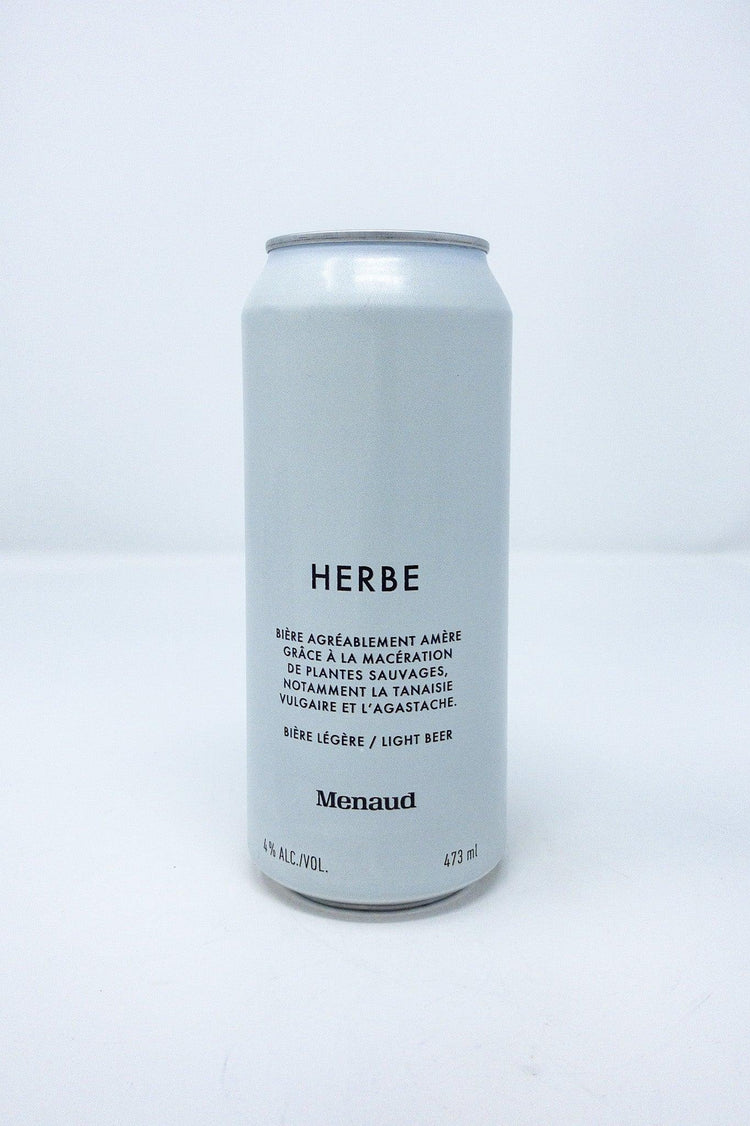 HERBE
BIÈRE AGRÉABLEMENT AMÈRE
GRÂCE À LA MACÉRATION
DE PLANTES SAUVAGES,
NOTAMMENT LA TANAISIE
VULGAIRE ET L'AGASTACHE.
BIÈRE LÉGÈRE / LIGHT BEER
Menaud
4% ALC./VOL.
473 ml